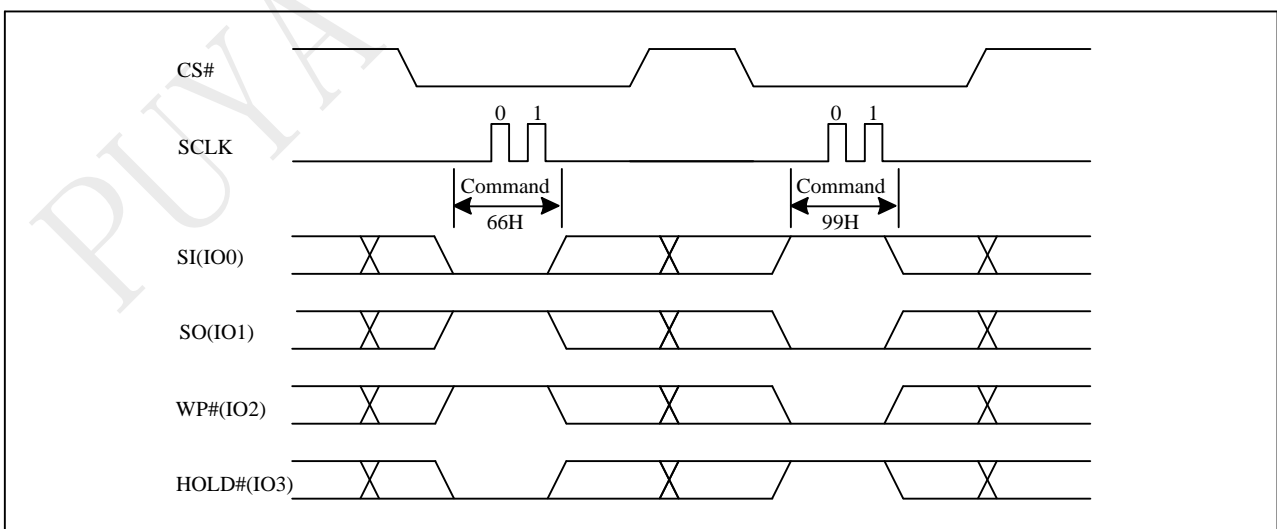 PUYA
CS#
0 1 0 1
SCLK
Command Command
66H 99H
SI(IO0)
SO(IO1)
WP#(IO2)
HOLD#(IO3)